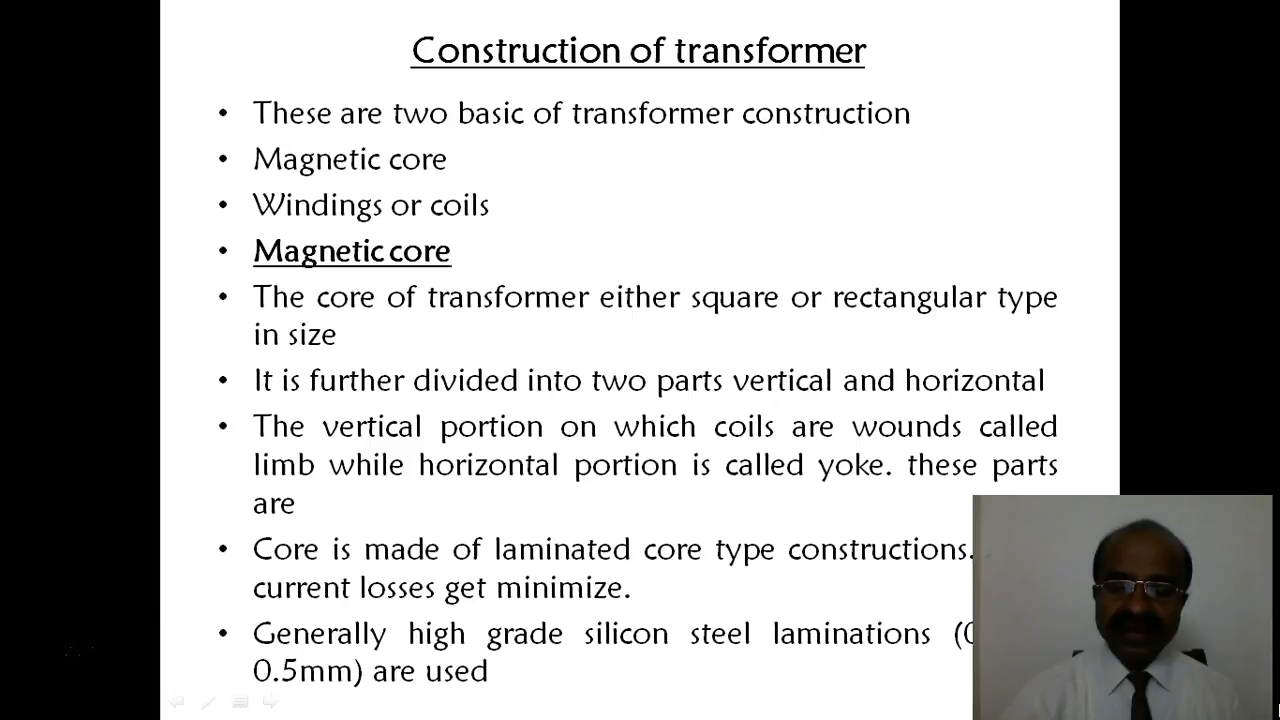 Construction of transformer
• These are two basic of transformer construction
• Magnetic core
• Windings or coils
• Magnetic core
• The core of transformer either square or rectangular type
in size
• It is further divided into two parts vertical and horizontal
• The vertical portion on which coils are wounds called
limb while horizontal portion is called yoke. these parts
are
• Core is made of laminated core type constructions.
current losses get minimize.
• Generally high grade silicon steel laminations
0.5mm) are used